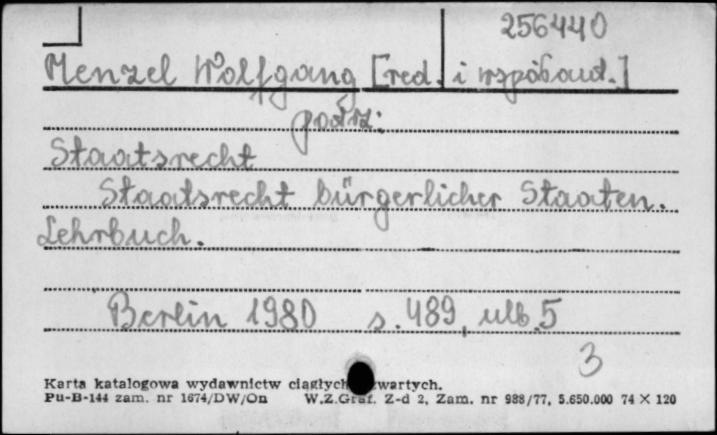 256440
Menzel Wolfgang [red. i współaut.]
podz:
Staatsrecht
Staatsrecht bürgerlicher Staaten.
Lehrbuch.
Berlin 1980 s. 489, ulb. 5
3
Karta katalogowa wydawnictw ciągłych zwartych.
Pu-B-144 zam. nr 1674/DW/On W.Z.Graf. Z-d 2, Zam. nr 988/77, 5.650.000 74 × 120